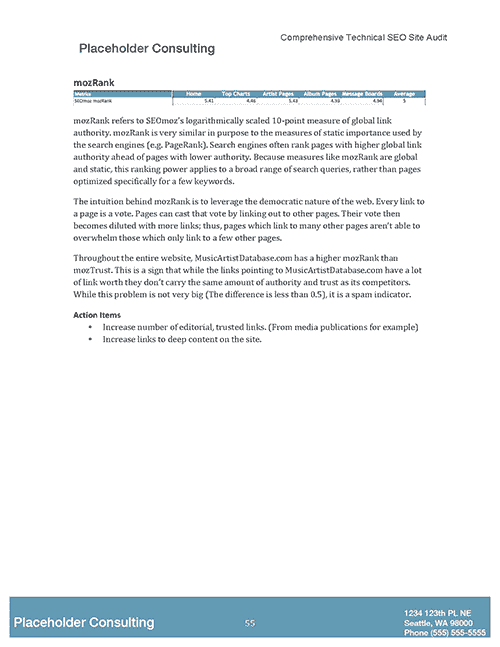 Comprehensive Technical SEO Site Audit
Placeholder Consulting
mozRank
Metrics Home Top Charts Artist Pages Album Pages Message Boards Average
SEOmoz mozRank 5.41 4.46 5.48 4.98 4.94 5
mozRank refers to SEOmoz's logarithmically scaled 10-point measure of global link
authority. mozRank is very similar in purpose to the measures of static importance used by
the search engines (e.g. PageRank). Search engines often rank pages with higher global link
authority ahead of pages with lower authority. Because measures like mozRank are global
and static, this ranking power applies to a broad range of search queries, rather than pages
optimized specifically for a few keywords.
The intuition behind mozRank is to leverage the democratic nature of the web. Every link to
a page is a vote. Pages can cast that vote by linking out to other pages. Their vote then
becomes diluted with more links; thus, pages which link to many other pages aren't able to
overwhelm those which only link to a few other pages.
Throughout the entire website, MusicArtistDatabase.com has a higher mozRank than
mozTrust. This is a sign that while the links pointing to MusicArtistDatabase.com have a lot
of link worth they don't carry the same amount of authority and trust as its competitors.
While this problem is not very big (The difference is less than 0.5), it is a spam indicator.
Action Items
• Increase number of editorial, trusted links. (From media publications for example)
• Increase links to deep content on the site.
Placeholder Consulting
55
1234 123th PL NE
Seattle, WA 98000
Phone (555) 555-5555